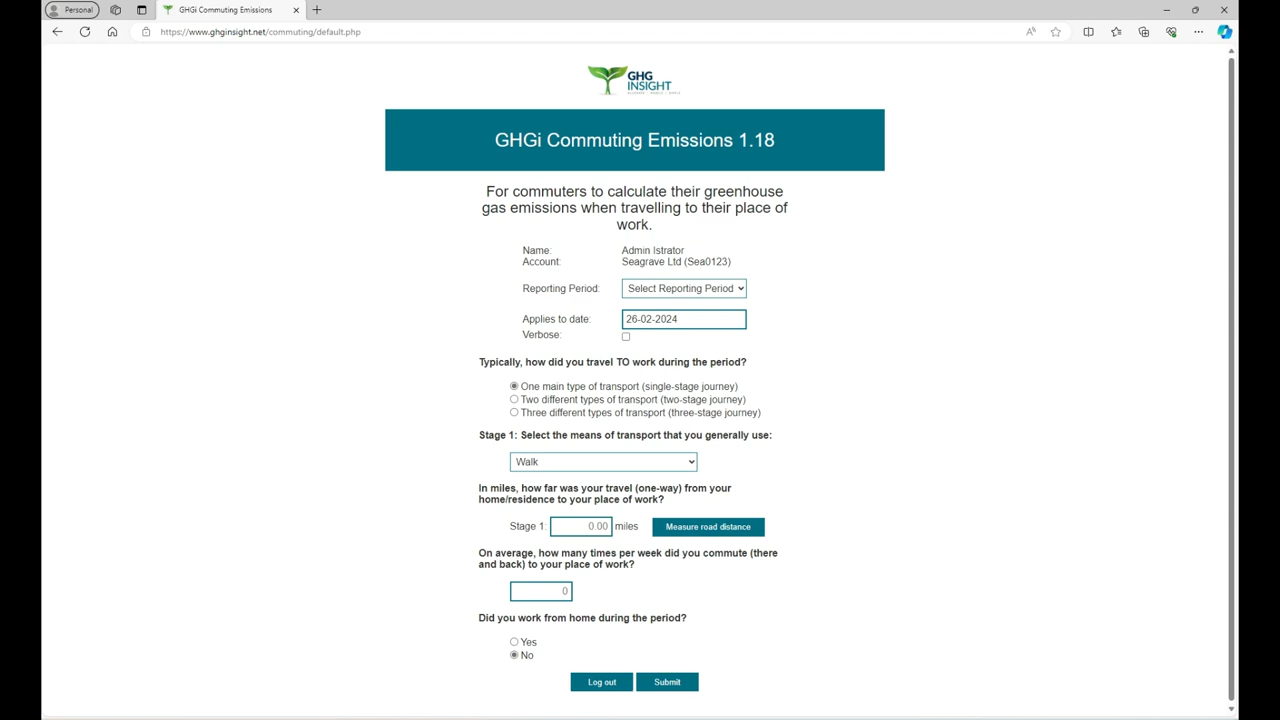 Personal
GHGi Commuting Emissions
https://www.ghginsight.net/commuting/default.php
GHG
INSIGHT
GHGi Commuting Emissions 1.18
For commuters to calculate their greenhouse
gas emissions when travelling to their place of
work.
Name: Admin Istrator
Account: Seagrave Ltd (Sea0123)
Reporting Period: Select Reporting Period
Applies to date: 26-02-2024
Verbose:
Typically, how did you travel TO work during the period?
One main type of transport (single-stage journey)
Two different types of transport (two-stage journey)
Three different types of transport (three-stage journey)
Stage 1: Select the means of transport that you generally use:
Walk
In miles, how far was your travel (one-way) from your
home/residence to your place of work?
Stage 1: 0.00 miles Measure road distance
On average, how many times per week did you commute (there
and back) to your place of work?
0
Did you work from home during the period?
Yes
No
Log out Submit